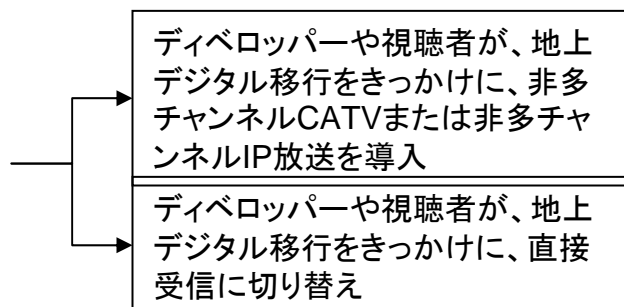 ディベロッパーや視聴者が、地上
デジタル移行をきっかけに、非多
チャンネルCATVまたは非多チャ
ンネルIP放送を導入
ディベロッパーや視聴者が、地上
デジタル移行をきっかけに、直接
受信に切り替え